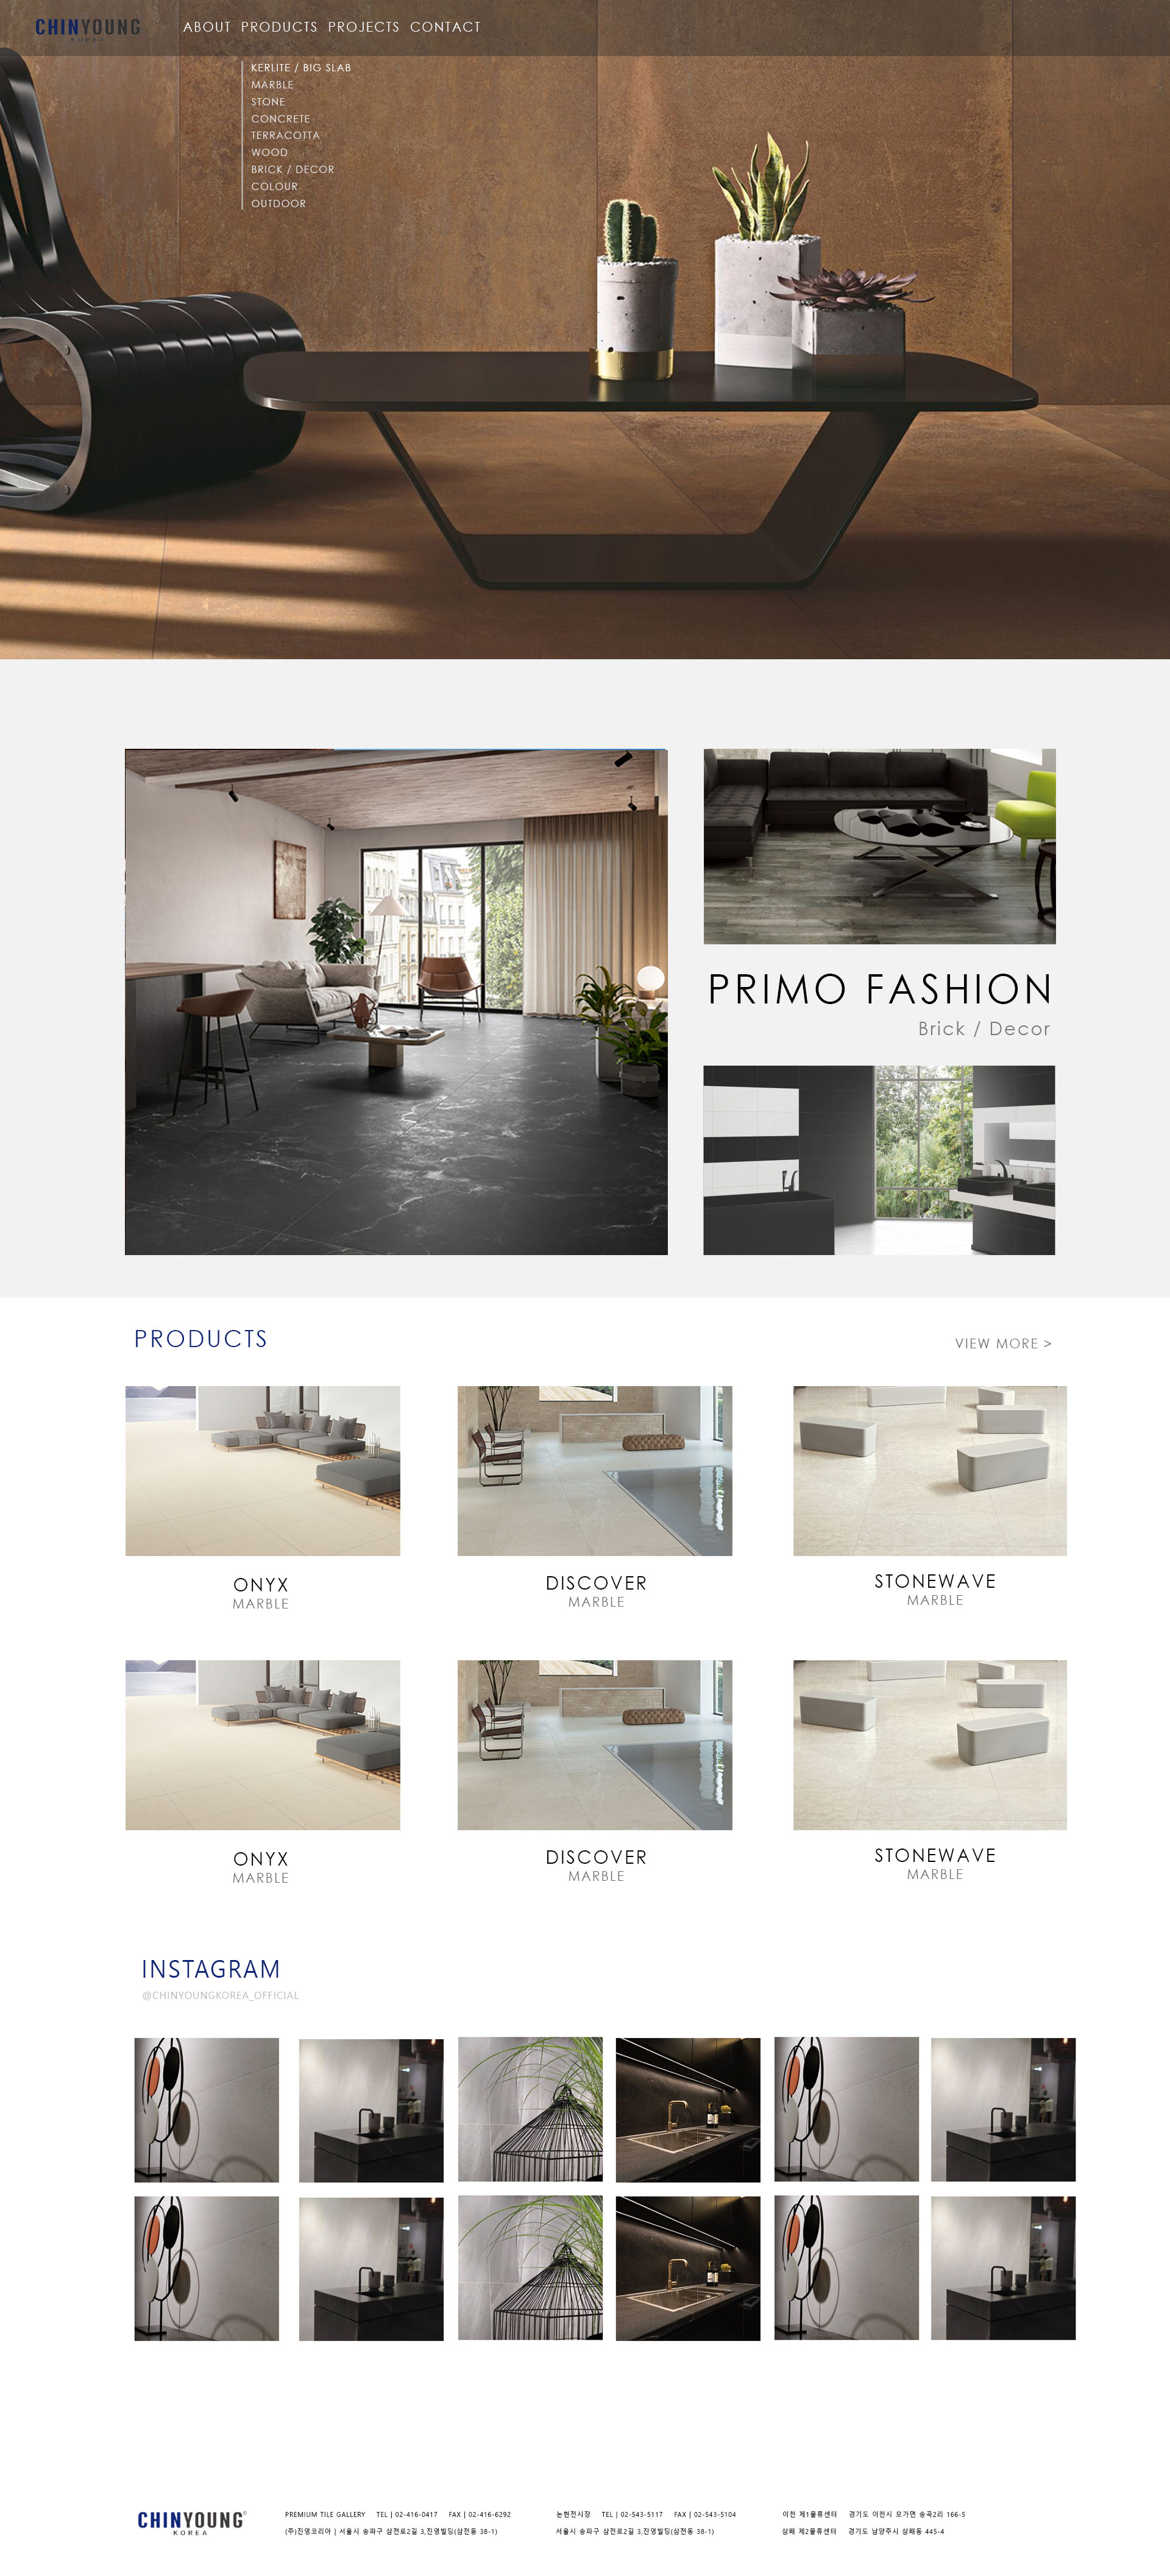 CHINYOUNG
KOREA
ABOUT PRODUCTS PROJECTS CONTACT
KERLITE / BIG SLAB
MARBLE
STONE
CONCRETE
TERRACOTTA
WOOD
BRICK / DECOR
COLOUR
OUTDOOR
PRIMO FASHION
Brick / Decor
PRODUCTS
VIEW MORE >
ONYX
MARBLE
DISCOVER
MARBLE
STONEWAVE
MARBLE
ONYX
MARBLE
DISCOVER
MARBLE
STONEWAVE
MARBLE
INSTAGRAM
@CHINYOUNGKOREA_OFFICIAL
CHINYOUNG©
KOREA
PREMIUM TILE GALLERY TEL | 02-416-0417 FAX | 02-416-6292
(주)진영코리아 | 서울시 송파구 삼전로2길 3,진영빌딩(삼전동 38-1)
논현전시장 TEL | 02-543-5117 FAX | 02-543-5104
서울시 송파구 삼전로2길 3,진영빌딩(삼전동 38-1)
이천 제1물류센터 경기도 이천시 모가면 송곡2리 166-5
삼패 제2물류센터 경기도 남양주시 삼패동 445-4